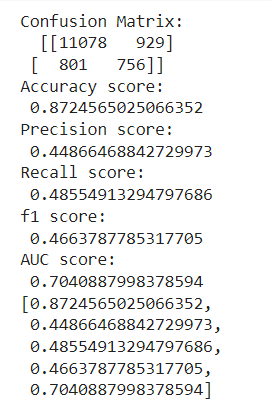 Confusion Matrix:
[[11078 929]
[ 801 756]]
Accuracy score:
0.8724565025066352
Precision score:
0.44866468842729973
Recall score:
0.48554913294797686
f1 score:
0.4663787785317705
AUC score:
0.7040887998378594
[0.8724565025066352,
0.44866468842729973,
0.48554913294797686,
0.4663787785317705,
0.7040887998378594]